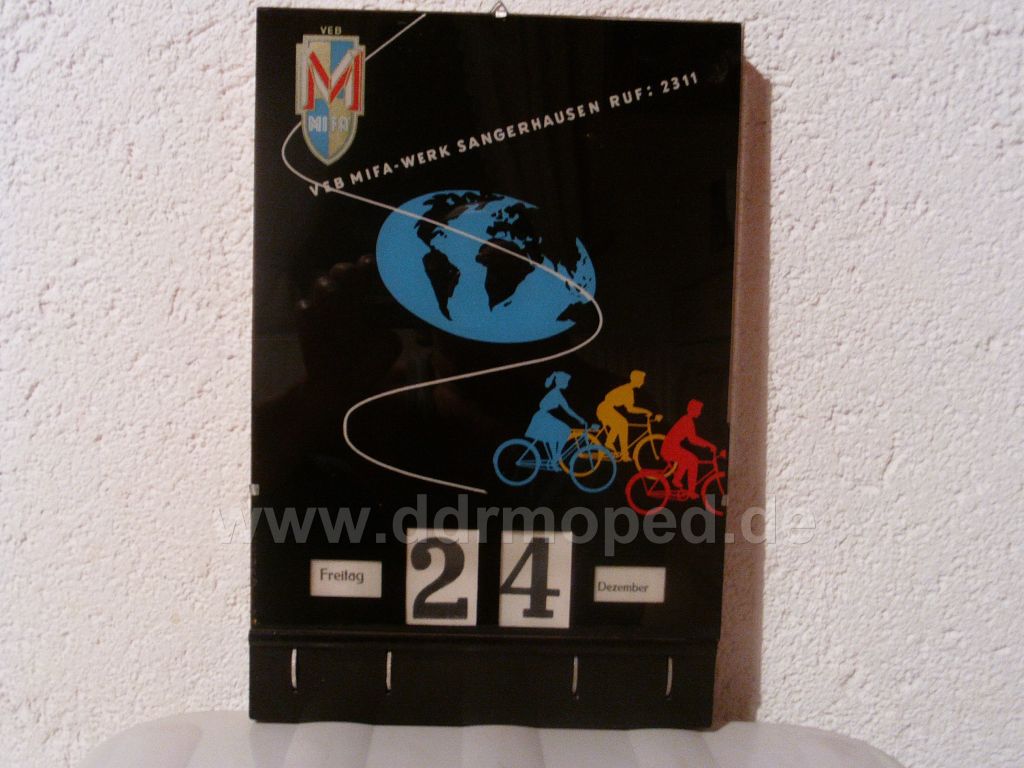 VEB
M
MIFA
VEB MIFA-WERK SANGERHAUSEN RUF: 2311
www.ddrmoped.de
Freitag 24 Dezember